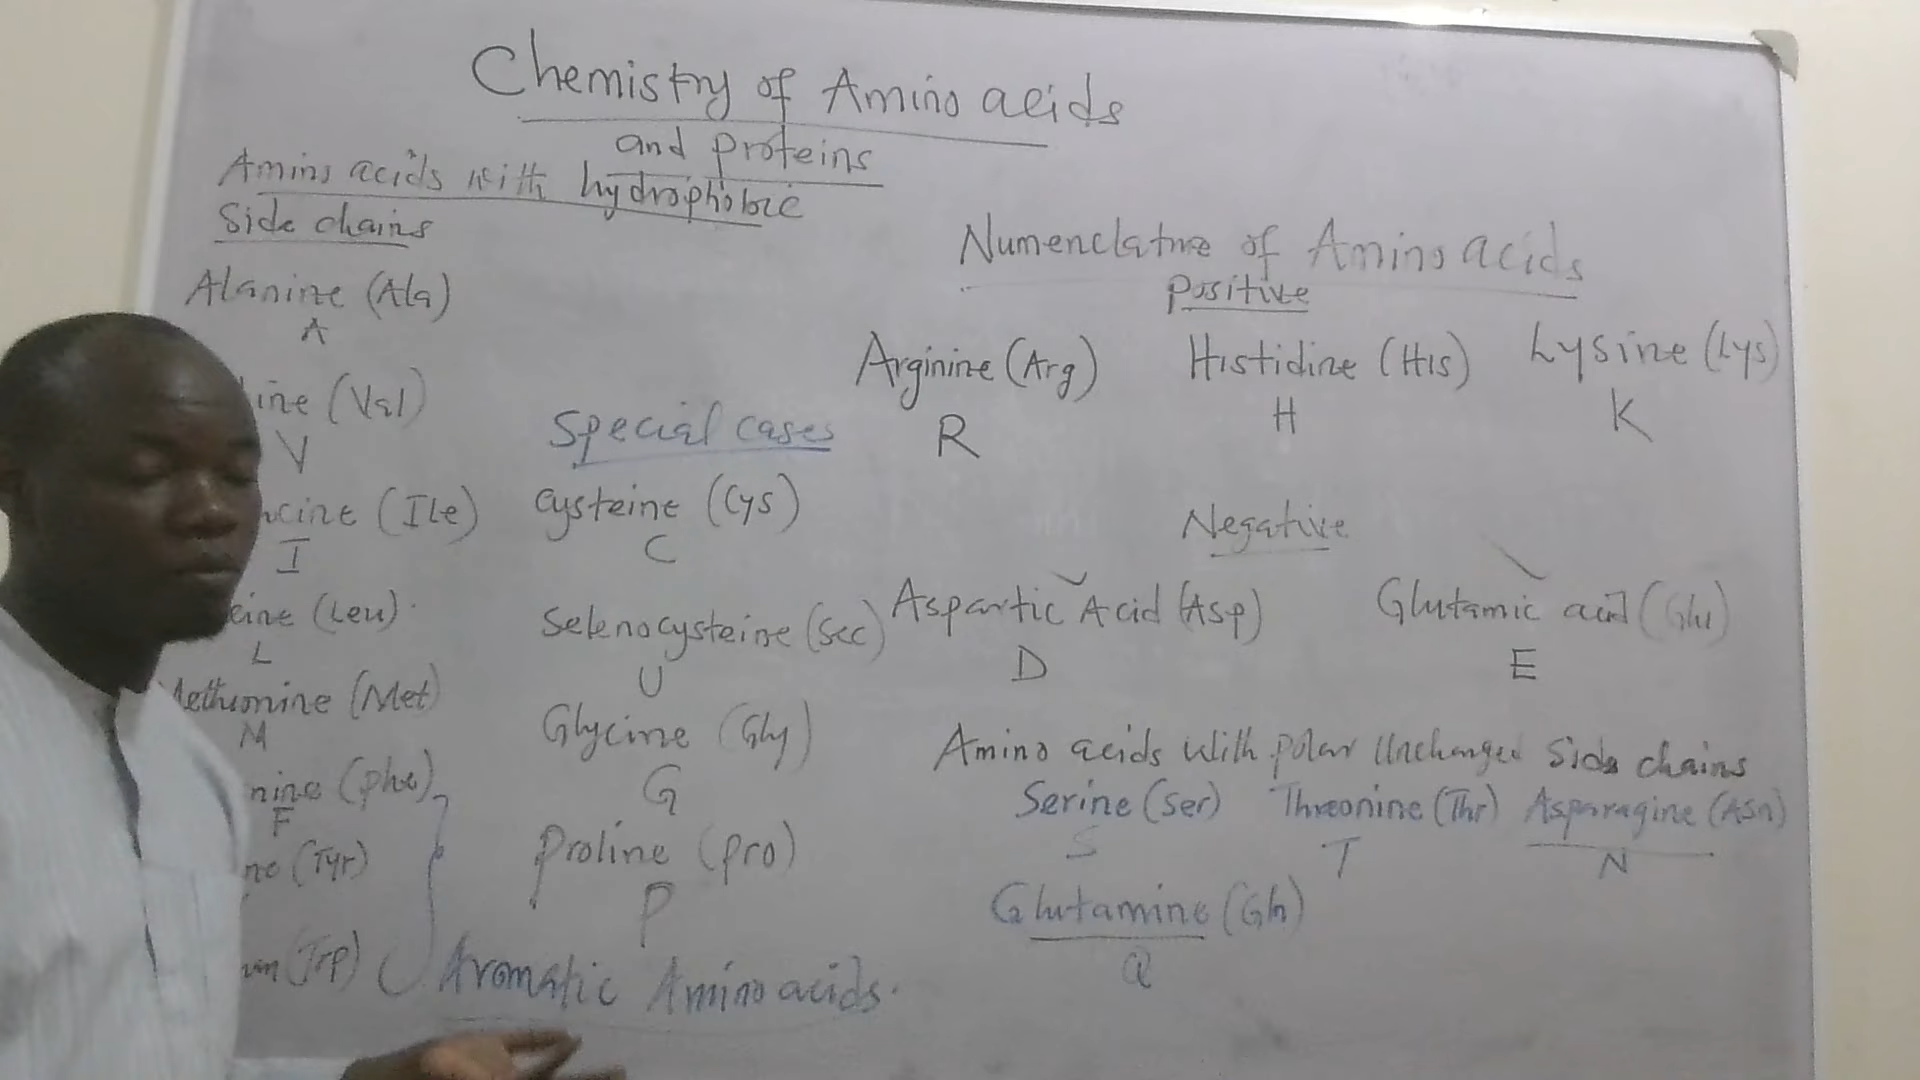 Chemistry of Amino acids
and proteins
Amino acids with hydrophobic
Side chains
Alanine (Ala)
A
ine (Val)
V
cine (Ile)
I
eine (Leu)
L
Methionine (Met)
M
nine (phe)
F
ne (Tyr)
(Trp)
Aromatic Amino acids.
Special cases
Cysteine (Cys)
C
Selenocysteine (Sec)
U
Glycine (Gly)
G
Proline (pro)
P
Numenclature of Amino acids
positive
Arginine (Arg) Histidine (HIs) Lysine (Lys)
R H K
Negative
Aspartic Acid (Asp) Glutamic acid (Glu)
D E
Amino acids with polar Unchanged Side chains
Serine (Ser) Threonine (Thr) Asparagine (ASn)
S T N
Glutamine (Gln)
Q